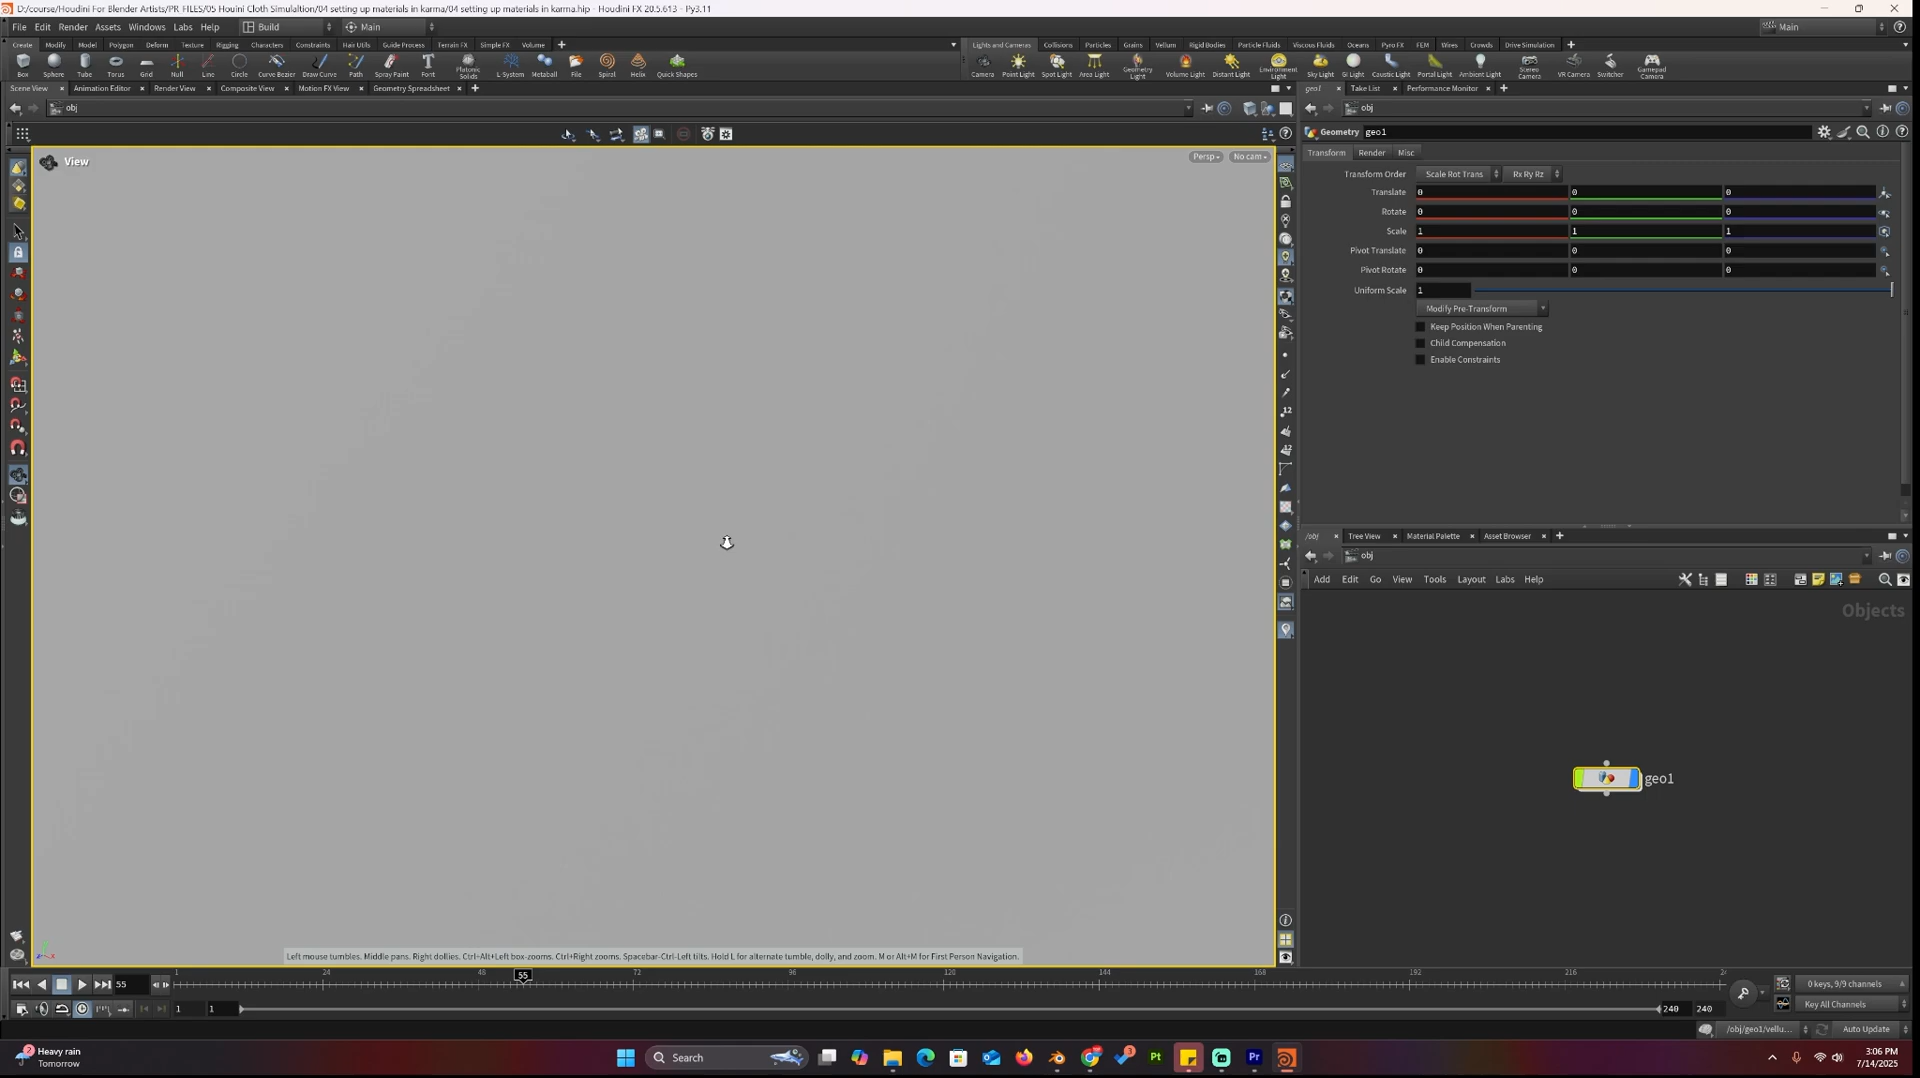 D:/course/Houdini For Blender Artists/PR FILES/05 Houini Cloth Simulaltion/04 setting up materials in karma/04 setting up materials in karma.hip - Houdini FX 20.5.613 - Py3.11
File Edit Render Assets Windows Labs Help Build Main Main
Create Modify Model Polygon Deform Texture Rigging Characters Constraints Hair Utils Guide Process Terrain FX Simple FX Volume
Lights and Cameras Collisions Particles Grains Vellum Rigid Bodies Particle Fluids Viscous Fluids Oceans Pyro FX FEM Wires Crowds Drive Simulation
Box Sphere Tube Torus Grid Null Line Circle Curve Bezier Draw Curve Path Spray Paint Font Platonic Solids L-System Metaball File Spiral Helix Quick Shapes
Camera Point Light Spot Light Area Light Geometry Light Volume Light Distant Light Environment Light Sky Light GI Light Caustic Light Portal Light Ambient Light Stereo Camera VR Camera Switcher Gamepad Camera
Scene View Animation Editor Render View Composite View Motion FX View Geometry Spreadsheet
geo1 Take List Performance Monitor
obj
obj
Geometry geo1
View
Persp
No cam
Transform Render Misc
Transform Order Scale Rot Trans Rx Ry Rz
Translate 0 0 0
Rotate 0 0 0
Scale 1 1 1
Pivot Translate 0 0 0
Pivot Rotate 0 0 0
Uniform Scale 1
Modify Pre-Transform
Keep Position When Parenting
Child Compensation
Enable Constraints
12
12
/obj Tree View Material Palette Asset Browser
obj
Add Edit Go View Tools Layout Labs Help
Objects
geo1
Left mouse tumbles. Middle pans. Right dollies. Ctrl+Alt+Left box-zooms. Ctrl+Right zooms. Spacebar-Ctrl-Left tilts. Hold L for alternate tumble, dolly, and zoom. M or Alt+M for First Person Navigation.
55 1 24 48 55 72 96 120 144 168 192 216 24
0 keys, 9/9 channels
1 1 240 240
Key All Channels
/obj/geo1/vellu...
Auto Update
Heavy rain
Tomorrow
2
Search
3
Pt
Pr
3:06 PM
7/14/2025